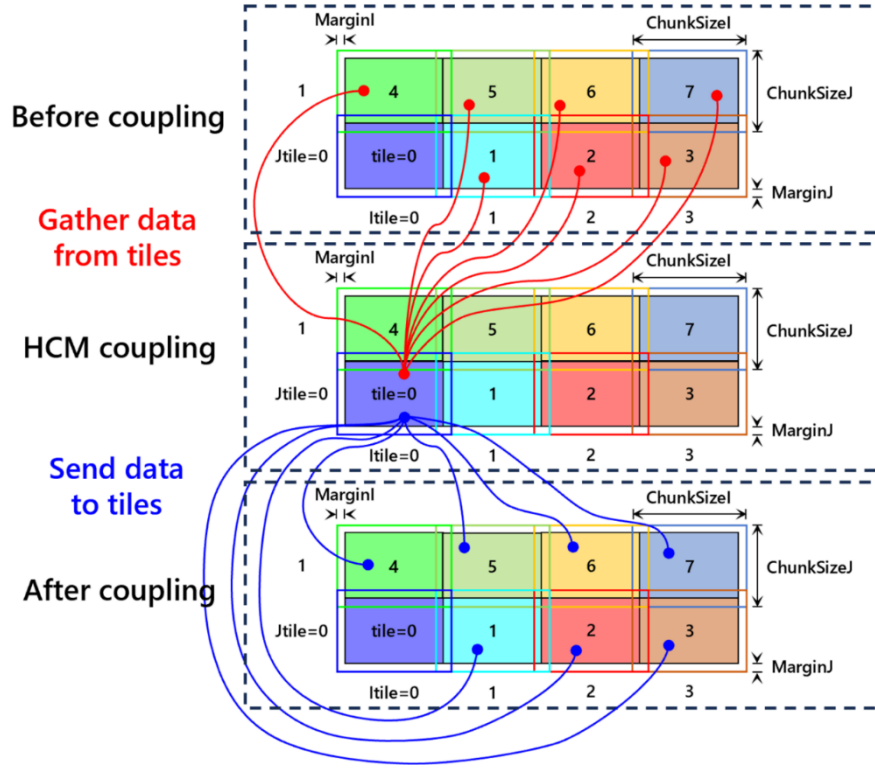 MarginI
ChunkSizeI
1
4
5
6
7
ChunkSizeJ
Before coupling
Jtile=0
tile=0
1
2
3
MarginJ
Itile=0
1
2
3
Gather data
from tiles
MarginI
ChunkSizeI
1
4
5
6
7
ChunkSizeJ
HCM coupling
Jtile=0
tile=0
1
2
3
MarginJ
Itile=0
1
2
3
Send data
to tiles
MarginI
ChunkSizeI
1
4
5
6
7
ChunkSizeJ
After coupling
Jtile=0
tile=0
1
2
3
MarginJ
Itile=0
1
2
3